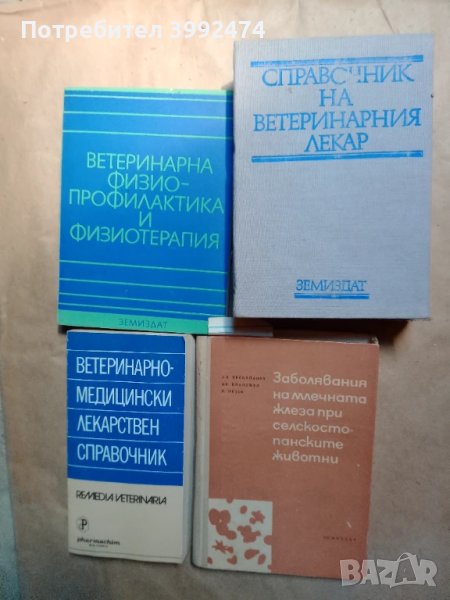 Потребител 3992474
ВЕТЕРИНАРНА
ФИЗИО-
ПРОФИЛАКТИКА
И
ФИЗИОТЕРАПИЯ
ЗЕМИЗДАТ
СПРАВОЧНИК
НА
ВЕТЕРИНАРНИЯ
ЛЕКАР
ЗЕМИЗДАТ
ВЕТЕРИНАРНО-
МЕДИЦИНСКИ
ЛЕКАРСТВЕН
СПРАВОЧНИК
REMEDIA VETERINARIA
pharmachim
Заболявания
на млечната
жлеза при
селскосто-
панските
животни
ЗЕМИЗДАТ
BAZAR